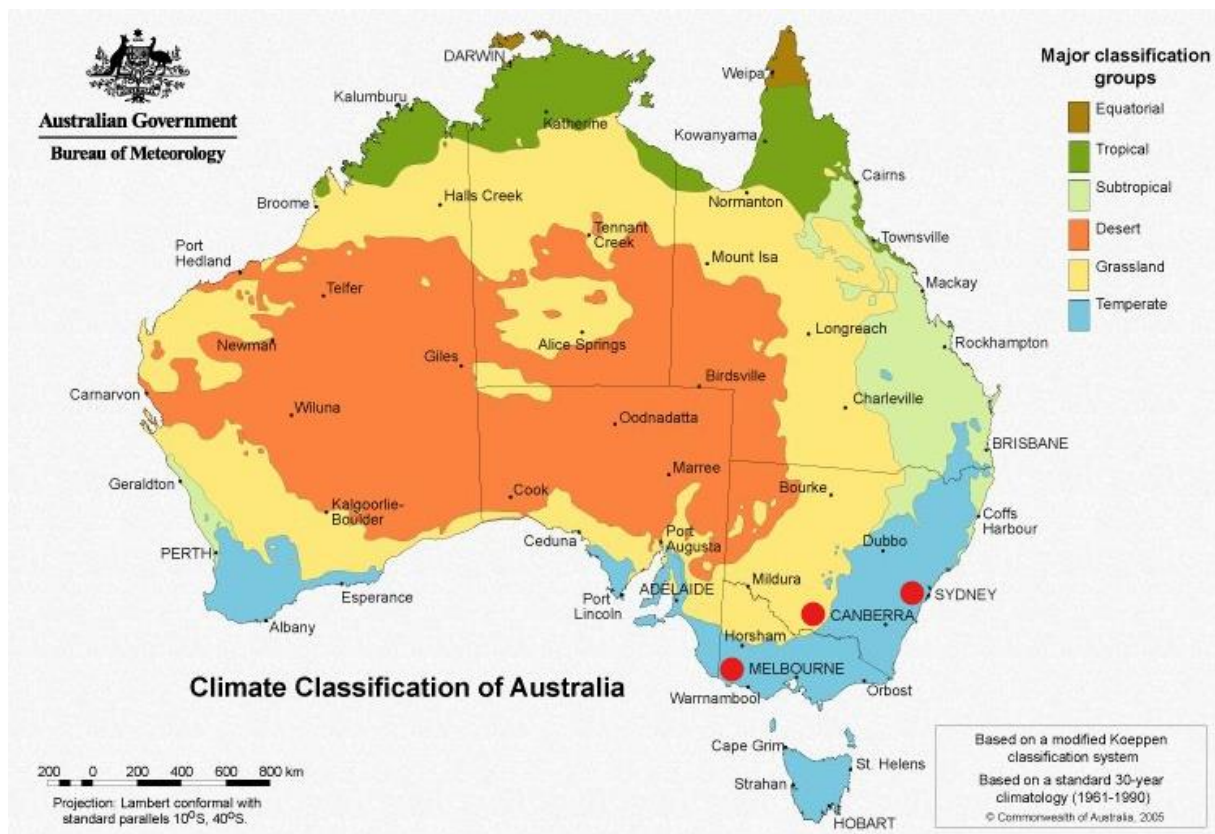 Australian Government
Bureau of Meteorology
Major classification
groups
Equatorial
Tropical
Subtropical
Desert
Grassland
Temperate
DARWIN
Weipa
Kalumburu
Katherine
Kowanyama
Cairns
Halls Creek
Normanton
Broome
Tennant
Creek
Townsville
Port
Hedland
Mount Isa
Telfer
Mackay
Longreach
Newman
Alice Springs
Rockhampton
Giles
Birdsville
Carnarvon
Wiluna
Charleville
Oodnadatta
BRISBANE
Marree
Geraldton
Cook
Bourke
Kalgoorlie-
Boulder
Coffs
Harbour
Ceduna
Port
Augusta
Dubbo
PERTH
Mildura
ADELAIDE
Esperance
Port
Lincoln
SYDNEY
CANBERRA
Albany
Horsham
MELBOURNE
Warrnambool
Orbost
Climate Classification of Australia
Cape Grim
St. Helens
Strahan
HOBART
200 0 200 400 600 800 km
Projection: Lambert conformal with
standard parallels 10°S, 40°S.
Based on a modified Koeppen
classification system
Based on a standard 30-year
climatology (1961-1990)
© Commonwealth of Australia, 2005